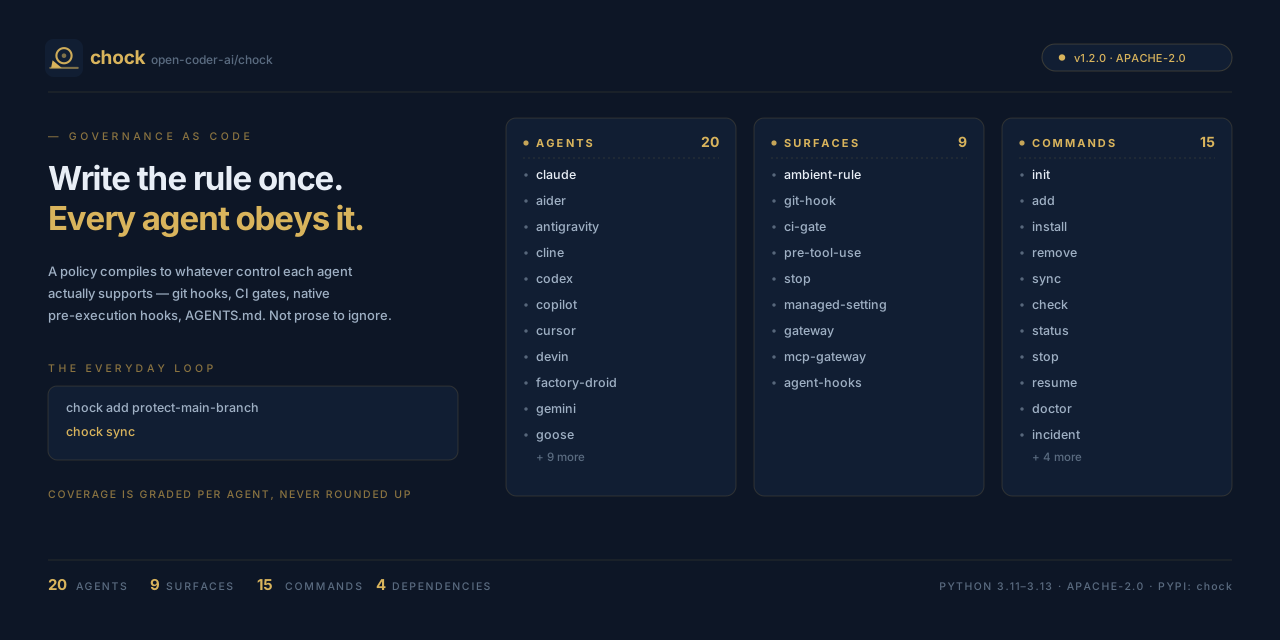 chock open-coder-ai/chock
v1.2.0 · APACHE-2.0
— GOVERNANCE AS CODE
Write the rule once.
Every agent obeys it.
A policy compiles to whatever control each agent
actually supports — git hooks, CI gates, native
pre-execution hooks, AGENTS.md. Not prose to ignore.
THE EVERYDAY LOOP
chock add protect-main-branch
chock sync
COVERAGE IS GRADED PER AGENT, NEVER ROUNDED UP
• AGENTS 20
• claude
• aider
• antigravity
• cline
• codex
• copilot
• cursor
• devin
• factory-droid
• gemini
• goose
+ 9 more
• SURFACES 9
• ambient-rule
• git-hook
• ci-gate
• pre-tool-use
• stop
• managed-setting
• gateway
• mcp-gateway
• agent-hooks
• COMMANDS 15
• init
• add
• install
• remove
• sync
• check
• status
• stop
• resume
• doctor
• incident
+ 4 more
20 AGENTS 9 SURFACES 15 COMMANDS 4 DEPENDENCIES
PYTHON 3.11–3.13 · APACHE-2.0 · PYPI: chock